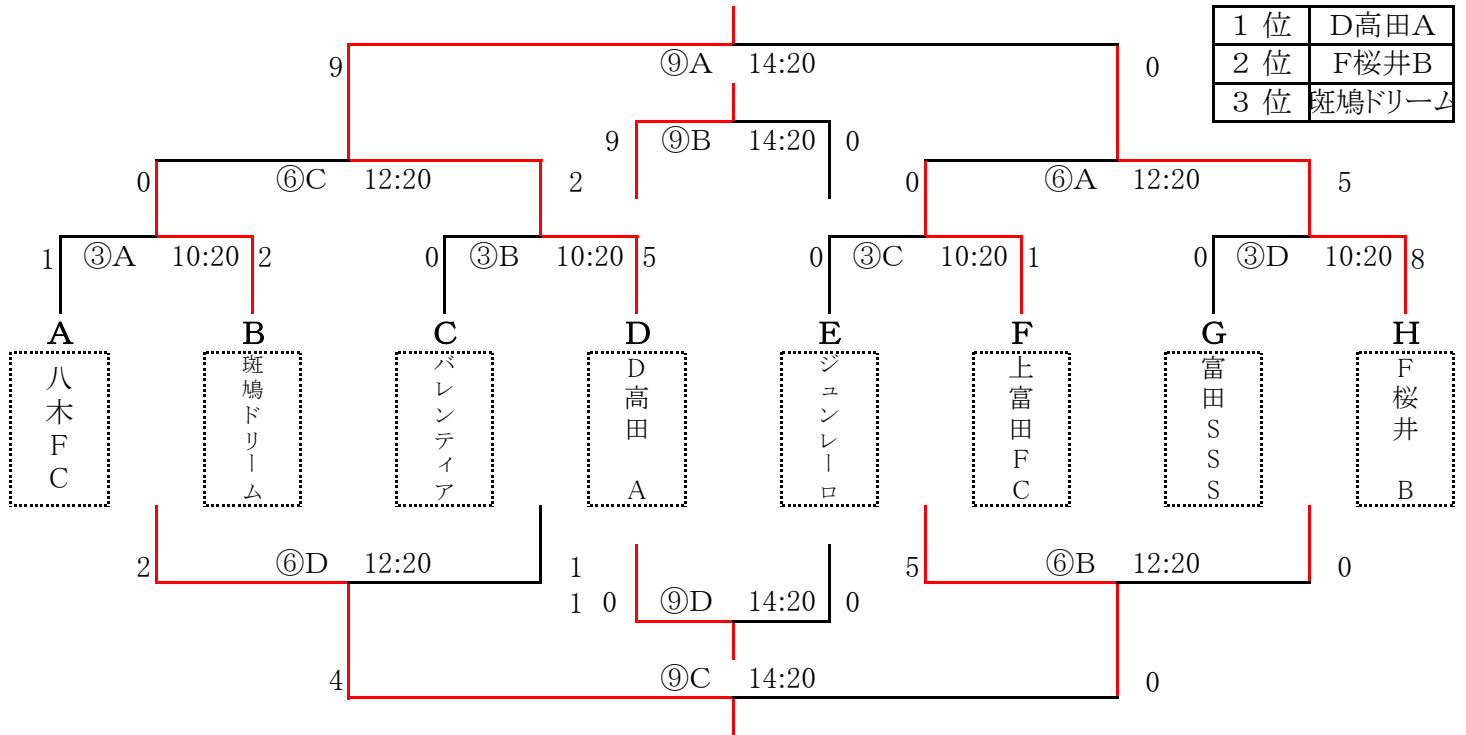 １位 Ｄ高田Ａ
２位 Ｆ桜井Ｂ
３位 斑鳩ドリーム
9 ⑨A 14:20 0
9 ⑨B 14:20 0
0 ⑥C 12:20 2
0 ⑥A 12:20 5
1 ③A 10:20 2
0 ③B 10:20 5
0 ③C 10:20 1
0 ③D 10:20 8
A B C D E F G H
八木ＦＣ
斑鳩ドリーム
バレンティア
Ｄ高田　Ａ
ジュンレーロ
上富田ＦＣ
富田ＳＳＳ
Ｆ桜井　Ｂ
2 ⑥D 12:20 1
5 ⑥B 12:20 0
1 0 ⑨D 14:20 0
4 ⑨C 14:20 0